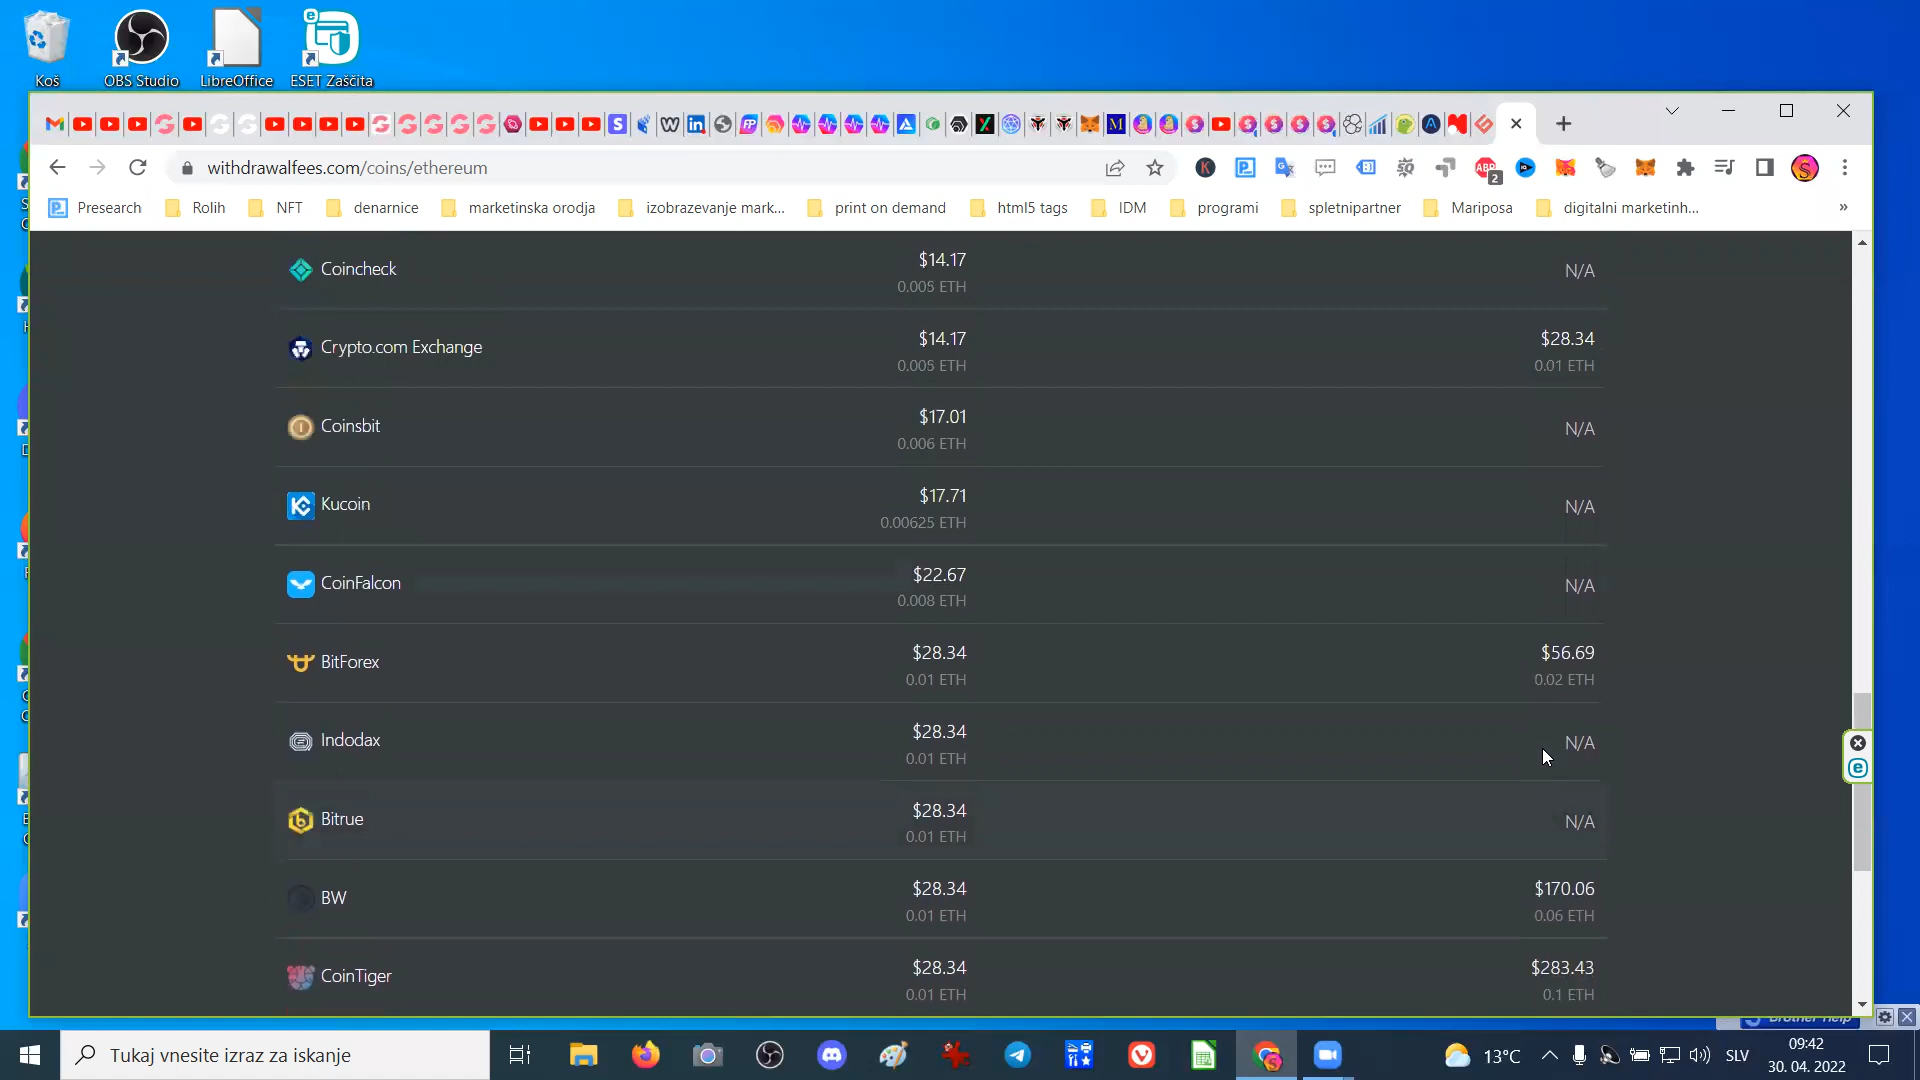 Koš
OBS Studio
LibreOffice
ESET Zaščita
withdrawalfees.com/coins/ethereum
2
Presearch
Rolih
NFT
denarnice
marketinska orodja
izobrazevanje mark...
print on demand
html5 tags
IDM
programi
spletnipartner
Mariposa
digitalni marketinh...
»
Coincheck
$14.17
N/A
0.005 ETH
Crypto.com Exchange
$14.17
$28.34
0.005 ETH
0.01 ETH
Coinsbit
$17.01
N/A
0.006 ETH
Kucoin
$17.71
N/A
0.00625 ETH
CoinFalcon
$22.67
N/A
0.008 ETH
BitForex
$28.34
$56.69
0.01 ETH
0.02 ETH
Indodax
$28.34
N/A
0.01 ETH
Bitrue
$28.34
N/A
0.01 ETH
BW
$28.34
$170.06
0.01 ETH
0.06 ETH
CoinTiger
$28.34
$283.43
0.01 ETH
0.1 ETH
Brother Help
Tukaj vnesite izraz za iskanje
13°C
SLV
09:42
30. 04. 2022